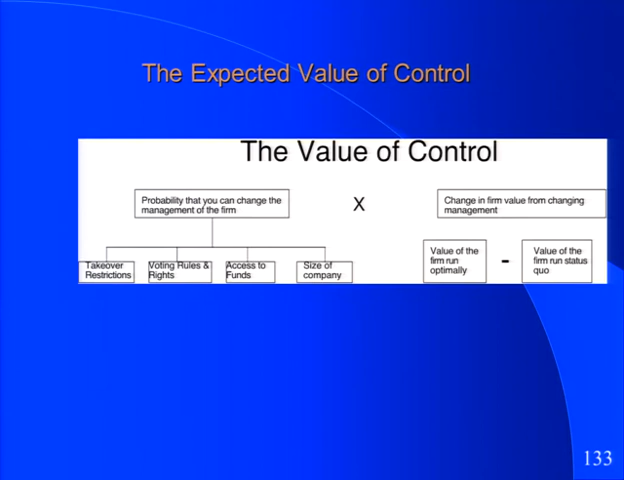 The Expected Value of Control
The Value of Control
Probability that you can change the
management of the firm
X
Change in firm value from changing
management
Takeover
Restrictions
Voting Rules &
Rights
Access to
Funds
Size of
company
Value of the
firm run
optimally
-
Value of the
firm run status
quo
133